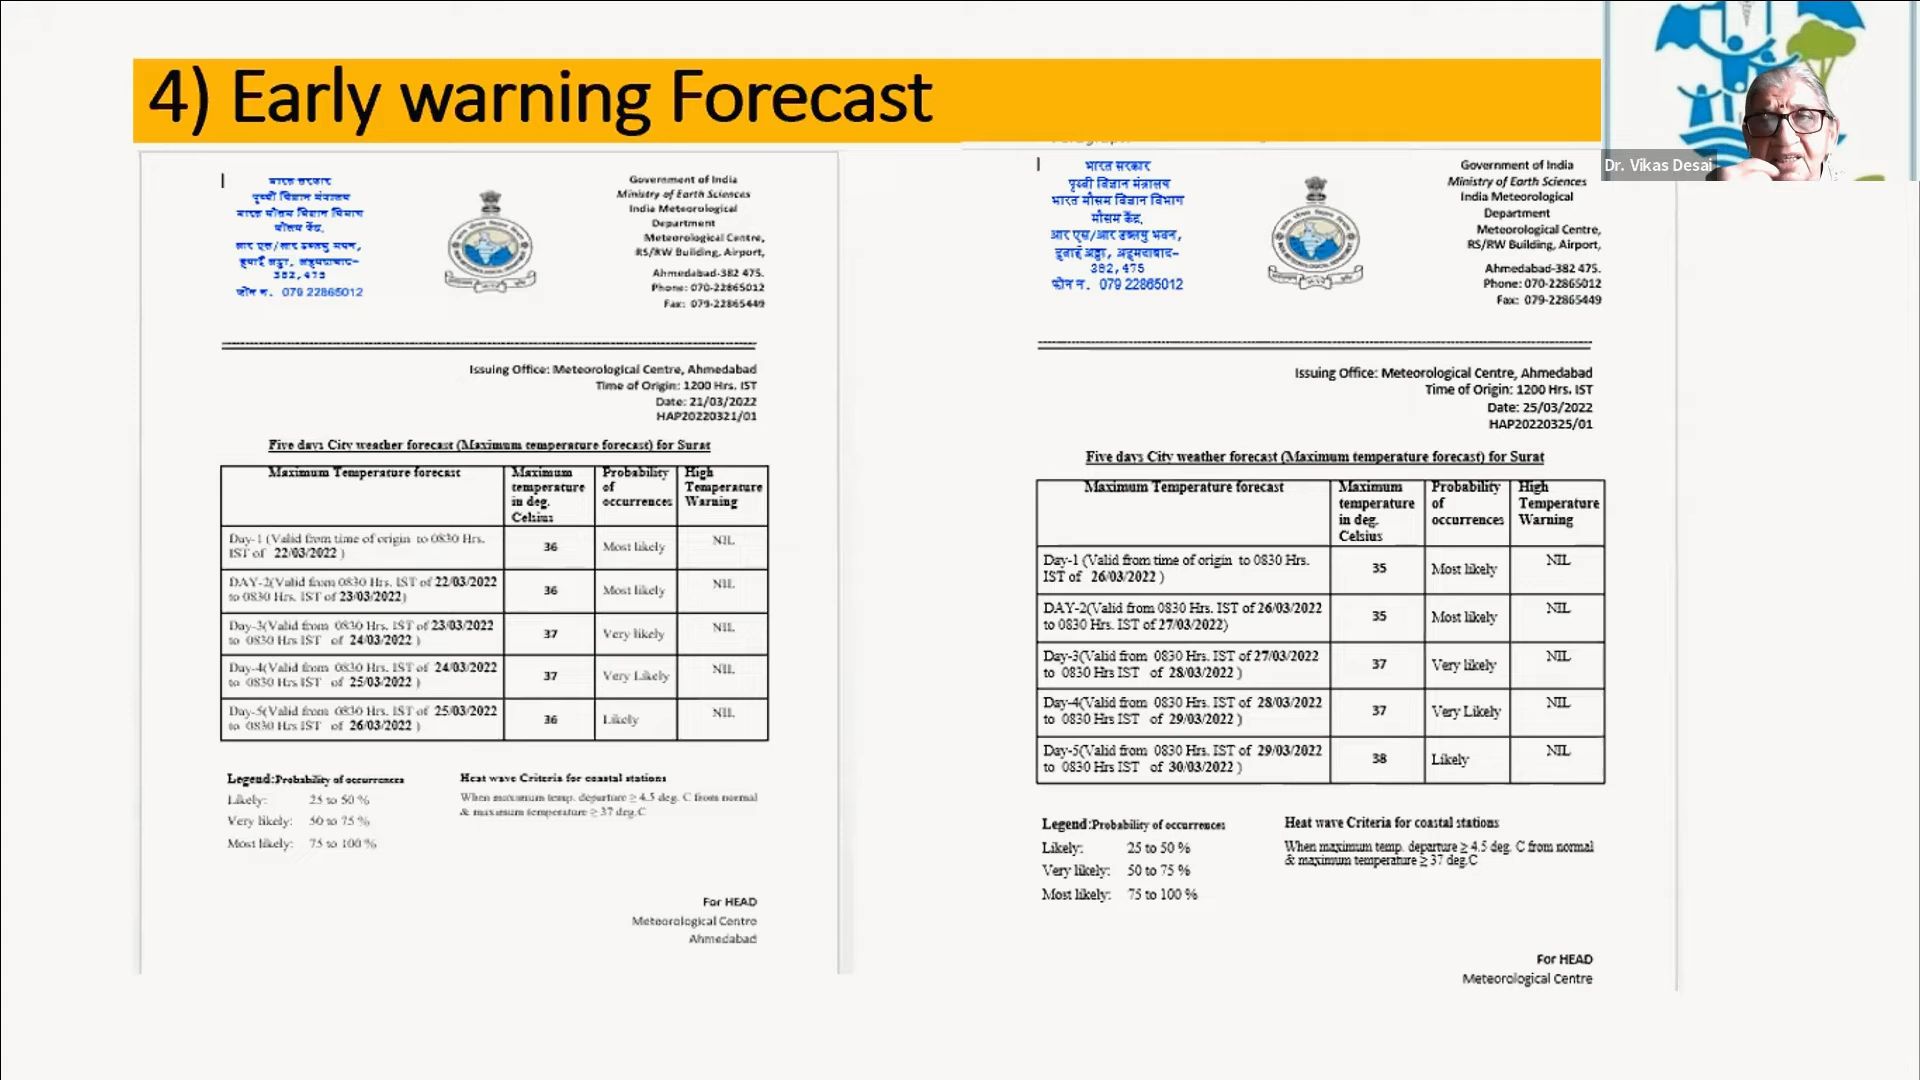 4) Early warning Forecast
Dr. Vikas Desai
भारत सरकार
पृथ्वी विज्ञान मंत्रालय
भारत मौसम विज्ञान विभाग
मौसम केंद्र,
382, 475
फोन न. 079 22865012
Government of India
Ministry of Earth Sciences
India Meteorological
Department
Meteorological Centre,
RS/RW Building, Airport,
Ahmedabad-382 475.
Phone: 070-22865012
Fax: 079-22865449
Issuing Office: Meteorological Centre, Ahmedabad
Time of Origin: 1200 Hrs. IST
Date: 21/03/2022
HAP20220321/01
Five days City weather forecast (Maximum temperature forecast) for Surat
Maximum Temperature forecast
Maximum
temperature
in deg.
Celsius
Probability
of
occurrences
High
Temperature
Warning
Day-1 (Valid from time of origin to 0830 Hrs.
IST of 22/03/2022 )
36
Most likely
NIL
DAY-2(Valid from 0830 Hrs. IST of 22/03/2022
to 0830 Hrs. IST of 23/03/2022)
36
Most likely
NIL
Day-3(Valid from 0830 Hrs. IST of 23/03/2022
to 0830 Hrs IST of 24/03/2022 )
37
Very likely
NIL
Day-4(Valid from 0830 Hrs. IST of 24/03/2022
to 0830 Hrs IST of 25/03/2022 )
37
Very Likely
NIL
Day-5(Valid from 0830 Hrs. IST of 25/03/2022
to 0830 Hrs IST of 26/03/2022 )
36
Likely
NIL
Legend:Probability of occurrences
Likely: 25 to 50 %
Very likely: 50 to 75 %
Most likely: 75 to 100 %
Heat wave Criteria for coastal stations
When maximum temp. departure ≥ 4.5 deg. C from normal
& maximum temperature ≥ 37 deg.C
For HEAD
Meteorological Centre
Ahmedabad
भारत सरकार
पृथ्वी विज्ञान मंत्रालय
भारत मौसम विज्ञान विभाग
मौसम केंद्र,
382, 475
फोन न. 079 22865012
Government of India
Ministry of Earth Sciences
India Meteorological
Department
Meteorological Centre,
RS/RW Building, Airport,
Ahmedabad-382 475.
Phone: 070-22865012
Fax: 079-22865449
Issuing Office: Meteorological Centre, Ahmedabad
Time of Origin: 1200 Hrs. IST
Date: 25/03/2022
HAP20220325/01
Five days City weather forecast (Maximum temperature forecast) for Surat
Maximum Temperature forecast
Maximum
temperature
in deg.
Celsius
Probability
of
occurrences
High
Temperature
Warning
Day-1 (Valid from time of origin to 0830 Hrs.
IST of 26/03/2022 )
35
Most likely
NIL
DAY-2(Valid from 0830 Hrs. IST of 26/03/2022
to 0830 Hrs. IST of 27/03/2022)
35
Most likely
NIL
Day-3(Valid from 0830 Hrs. IST of 27/03/2022
to 0830 Hrs IST of 28/03/2022 )
37
Very likely
NIL
Day-4(Valid from 0830 Hrs. IST of 28/03/2022
to 0830 Hrs IST of 29/03/2022 )
37
Very Likely
NIL
Day-5(Valid from 0830 Hrs. IST of 29/03/2022
to 0830 Hrs IST of 30/03/2022 )
38
Likely
NIL
Legend:Probability of occurrences
Likely: 25 to 50 %
Very likely: 50 to 75 %
Most likely: 75 to 100 %
Heat wave Criteria for coastal stations
When maximum temp. departure ≥ 4.5 deg. C from normal
& maximum temperature ≥ 37 deg.C
For HEAD
Meteorological Centre